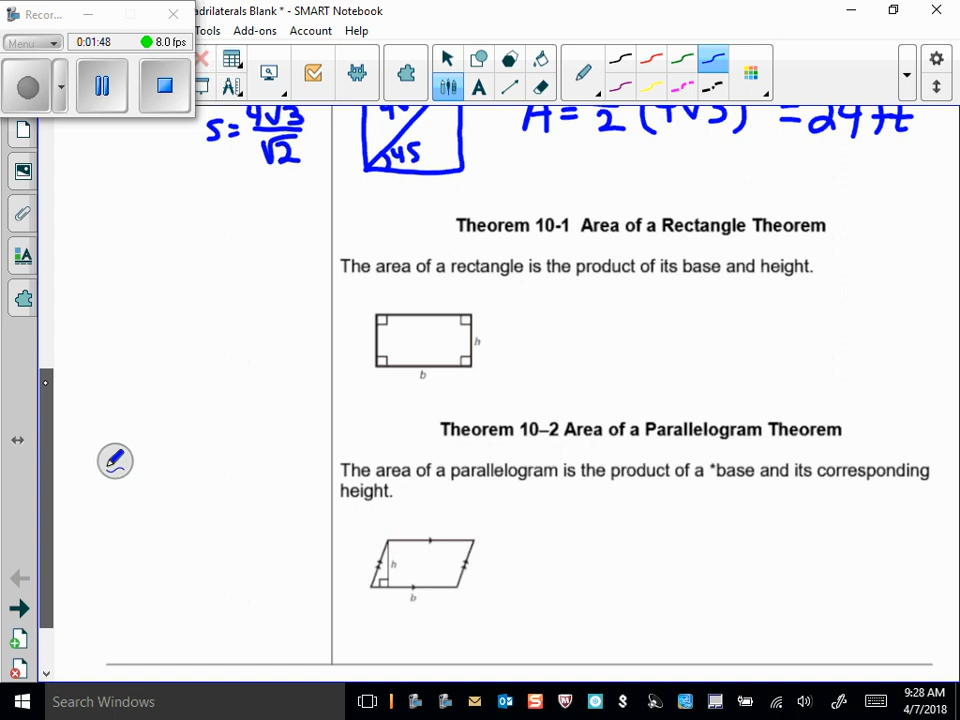 Recor...
adrilaterals Blank * - SMART Notebook
Menu
0:01:48
8.0 fps
Tools Add-ons Account Help
s = 4√3
√2
45
A =
2
= 24 ft
Theorem 10-1 Area of a Rectangle Theorem
The area of a rectangle is the product of its base and height.
h
b
Theorem 10–2 Area of a Parallelogram Theorem
The area of a parallelogram is the product of a *base and its corresponding
height.
h
b
Search Windows
9:28 AM
4/7/2018